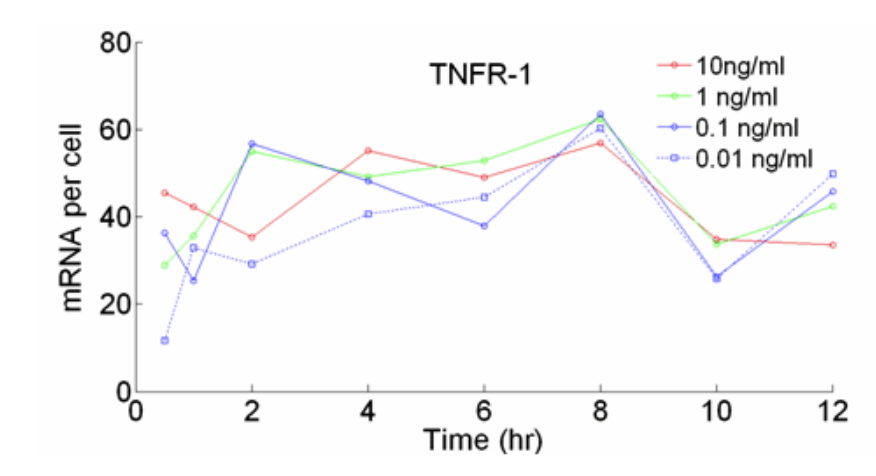 TNFR-1
10ng/ml
1 ng/ml
0.1 ng/ml
0.01 ng/ml
mRNA per cell
80
60
40
20
0
0 2 4 6 8 10 12
Time (hr)